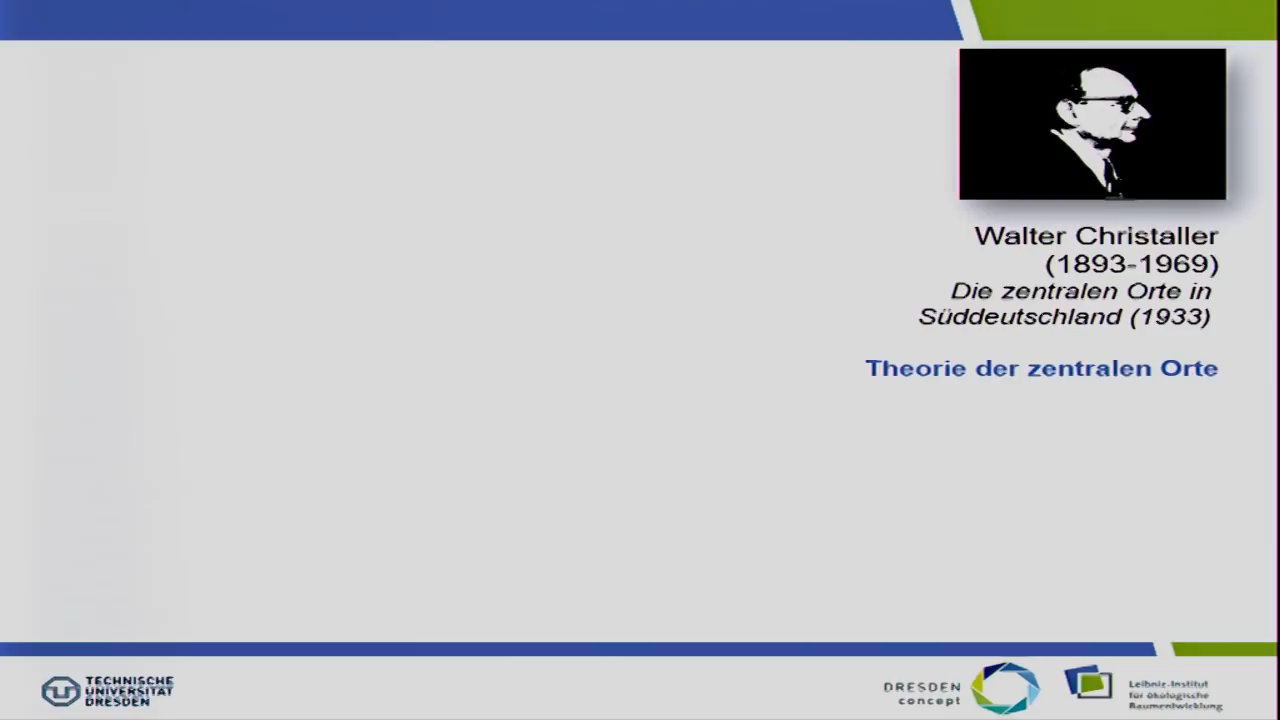 Walter Christaller
(1893-1969)
Die zentralen Orte in
Süddeutschland (1933)
Theorie der zentralen Orte
TECHNISCHE
UNIVERSITÄT
DRESDEN
DRESDEN
concept
Leibniz-Institut
für ökologische
Raumentwicklung